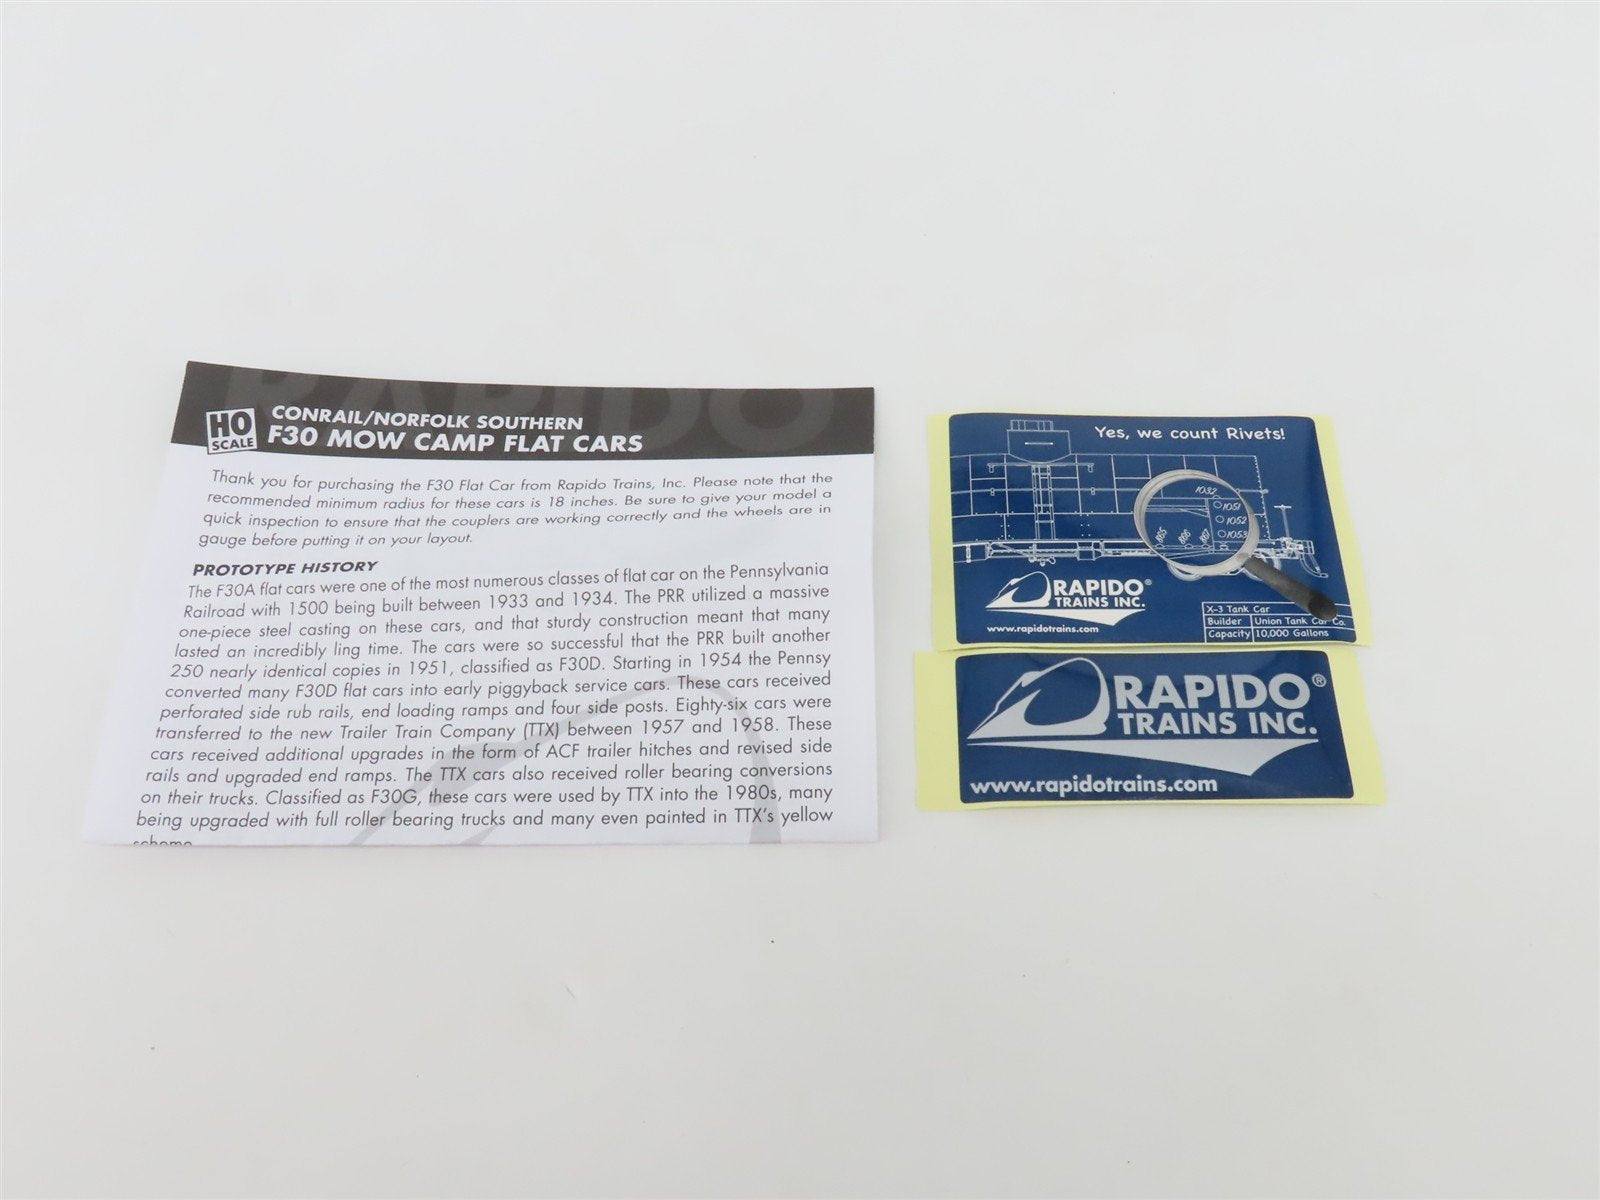 RAPIDO
HO
SCALE
CONRAIL/NORFOLK SOUTHERN
F30 MOW CAMP FLAT CARS
Thank you for purchasing the F30 Flat Car from Rapido Trains, Inc. Please note that the
recommended minimum radius for these cars is 18 inches. Be sure to give your model a
quick inspection to ensure that the couplers are working correctly and the wheels are in
gauge before putting it on your layout.
PROTOTYPE HISTORY
The F30A flat cars were one of the most numerous classes of flat car on the Pennsylvania
Railroad with 1500 being built between 1933 and 1934. The PRR utilized a massive
one-piece steel casting on these cars, and that sturdy construction meant that many
lasted an incredibly ling time. The cars were so successful that the PRR built another
250 nearly identical copies in 1951, classified as F30D. Starting in 1954 the Pennsy
converted many F30D flat cars into early piggyback service cars. These cars received
perforated side rub rails, end loading ramps and four side posts. Eighty-six cars were
transferred to the new Trailer Train Company (TTX) between 1957 and 1958. These
cars received additional upgrades in the form of ACF trailer hitches and revised side
rails and upgraded end ramps. The TTX cars also received roller bearing conversions
on their trucks. Classified as F30G, these cars were used by TTX into the 1980s, many
being upgraded with full roller bearing trucks and many even painted in TTX's yellow
scheme
Yes, we count Rivets!
1032
1051
1052
1053
885 886 887
RAPIDO®
TRAINS INC.
www.rapidotrains.com
X-3 Tank Car
Builder Union Tank Car Co.
Capacity 10,000 Gallons
RAPIDO®
TRAINS INC.
www.rapidotrains.com